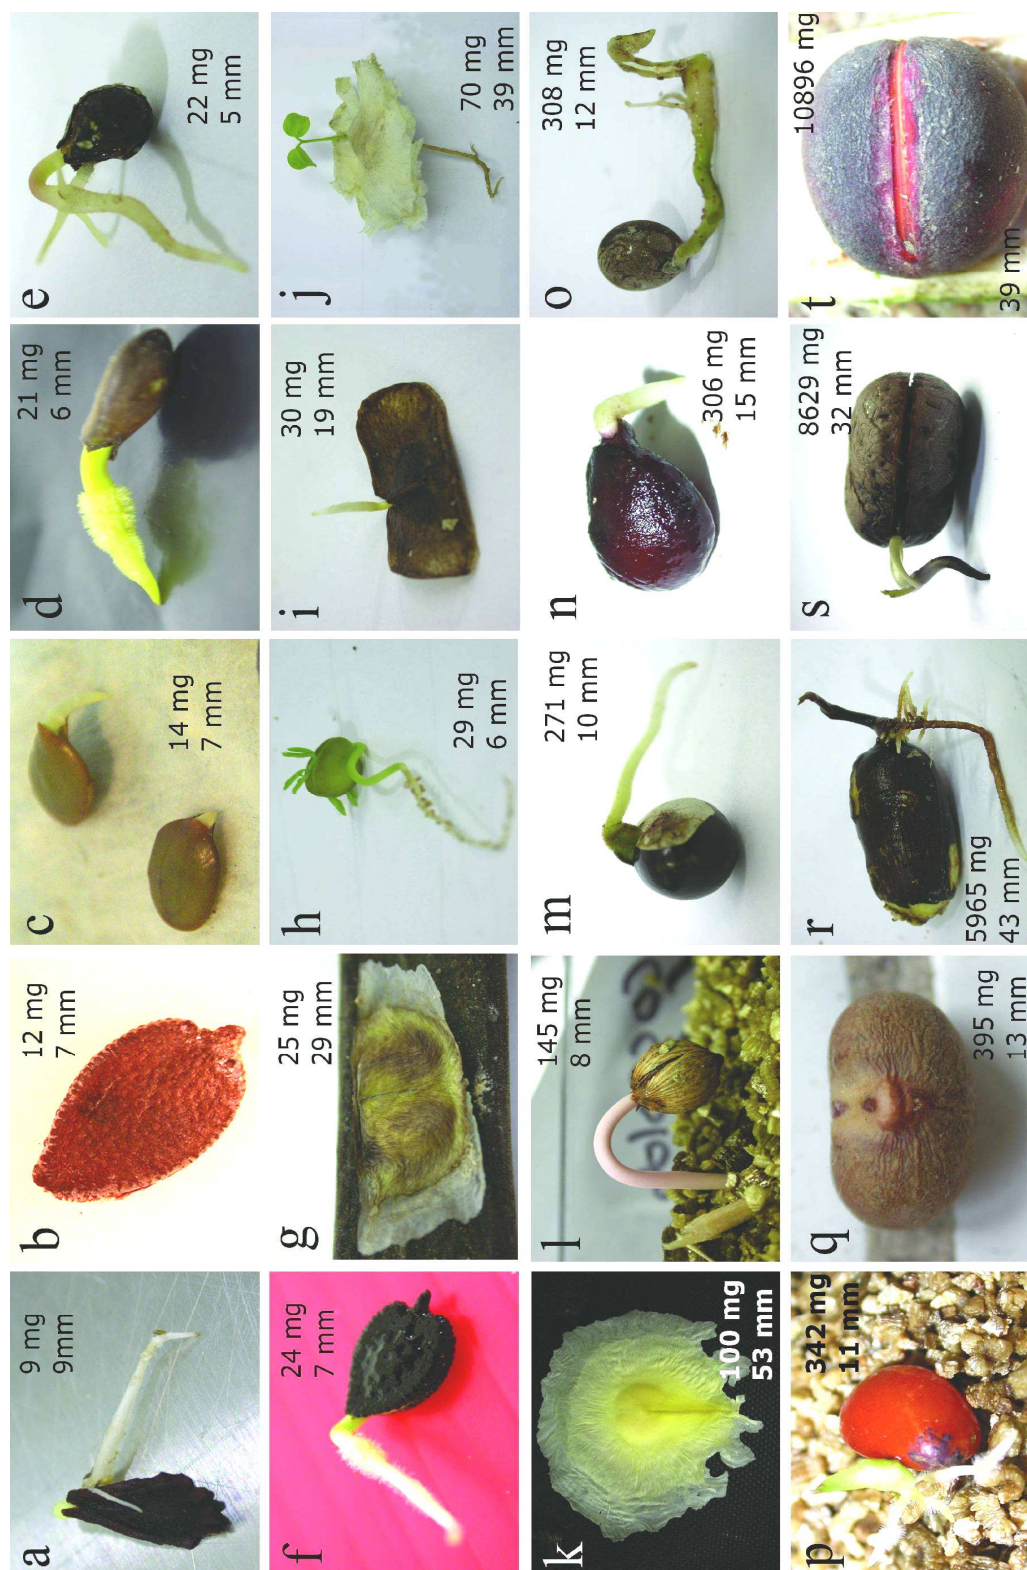 a
9 mg
9mm
b
12 mg
7 mm
c
14 mg
7 mm
d
21 mg
6 mm
e
22 mg
5 mm
f
24 mg
7 mm
g
25 mg
29 mm
h
29 mg
6 mm
i
30 mg
19 mm
j
70 mg
39 mm
k
100 mg
53 mm
l
145 mg
8 mm
m
271 mg
10 mm
n
306 mg
15 mm
o
308 mg
12 mm
p
342 mg
11 mm
q
395 mg
13 mm
r
5965 mg
43 mm
s
8629 mg
32 mm
t
10896 mg
39 mm